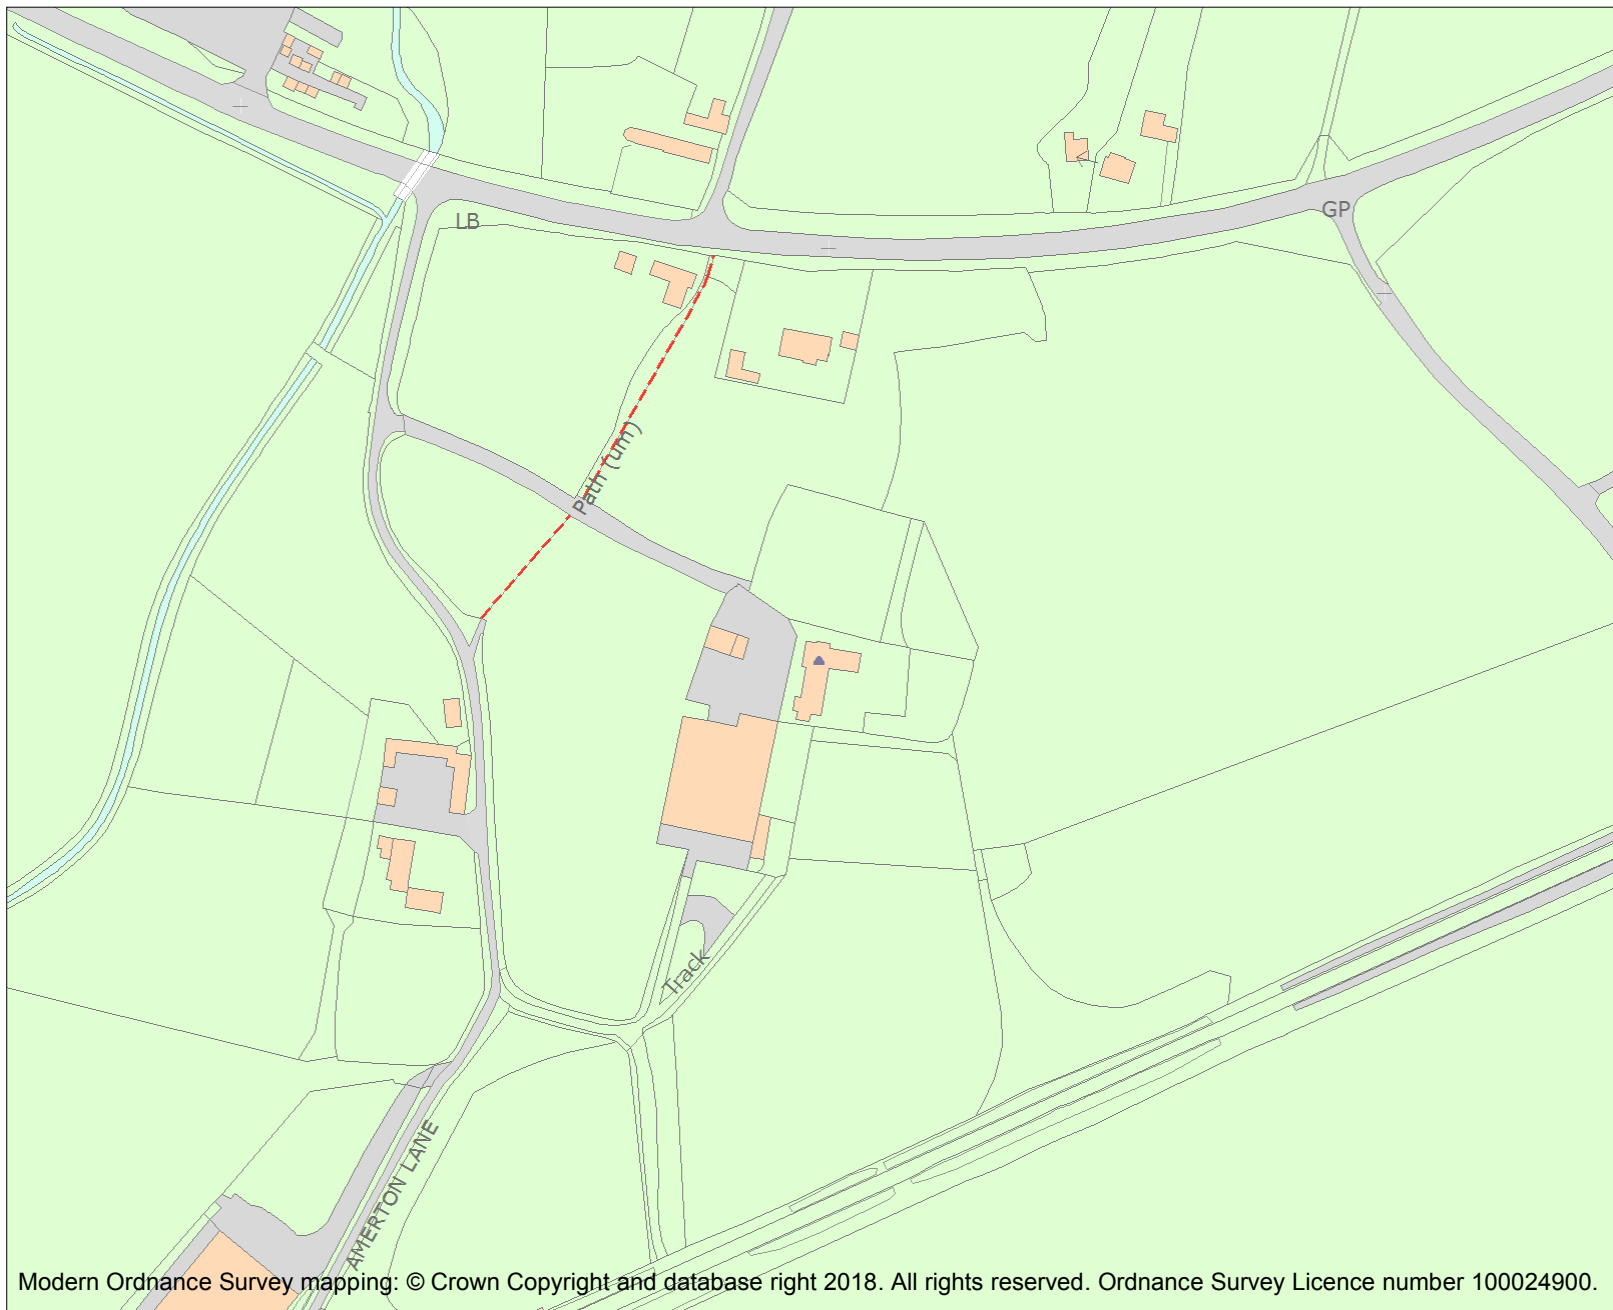 LB
GP
Path (um)
Track
AMERTON LANE
Modern Ordnance Survey mapping: © Crown Copyright and database right 2018. All rights reserved. Ordnance Survey Licence number 100024900.